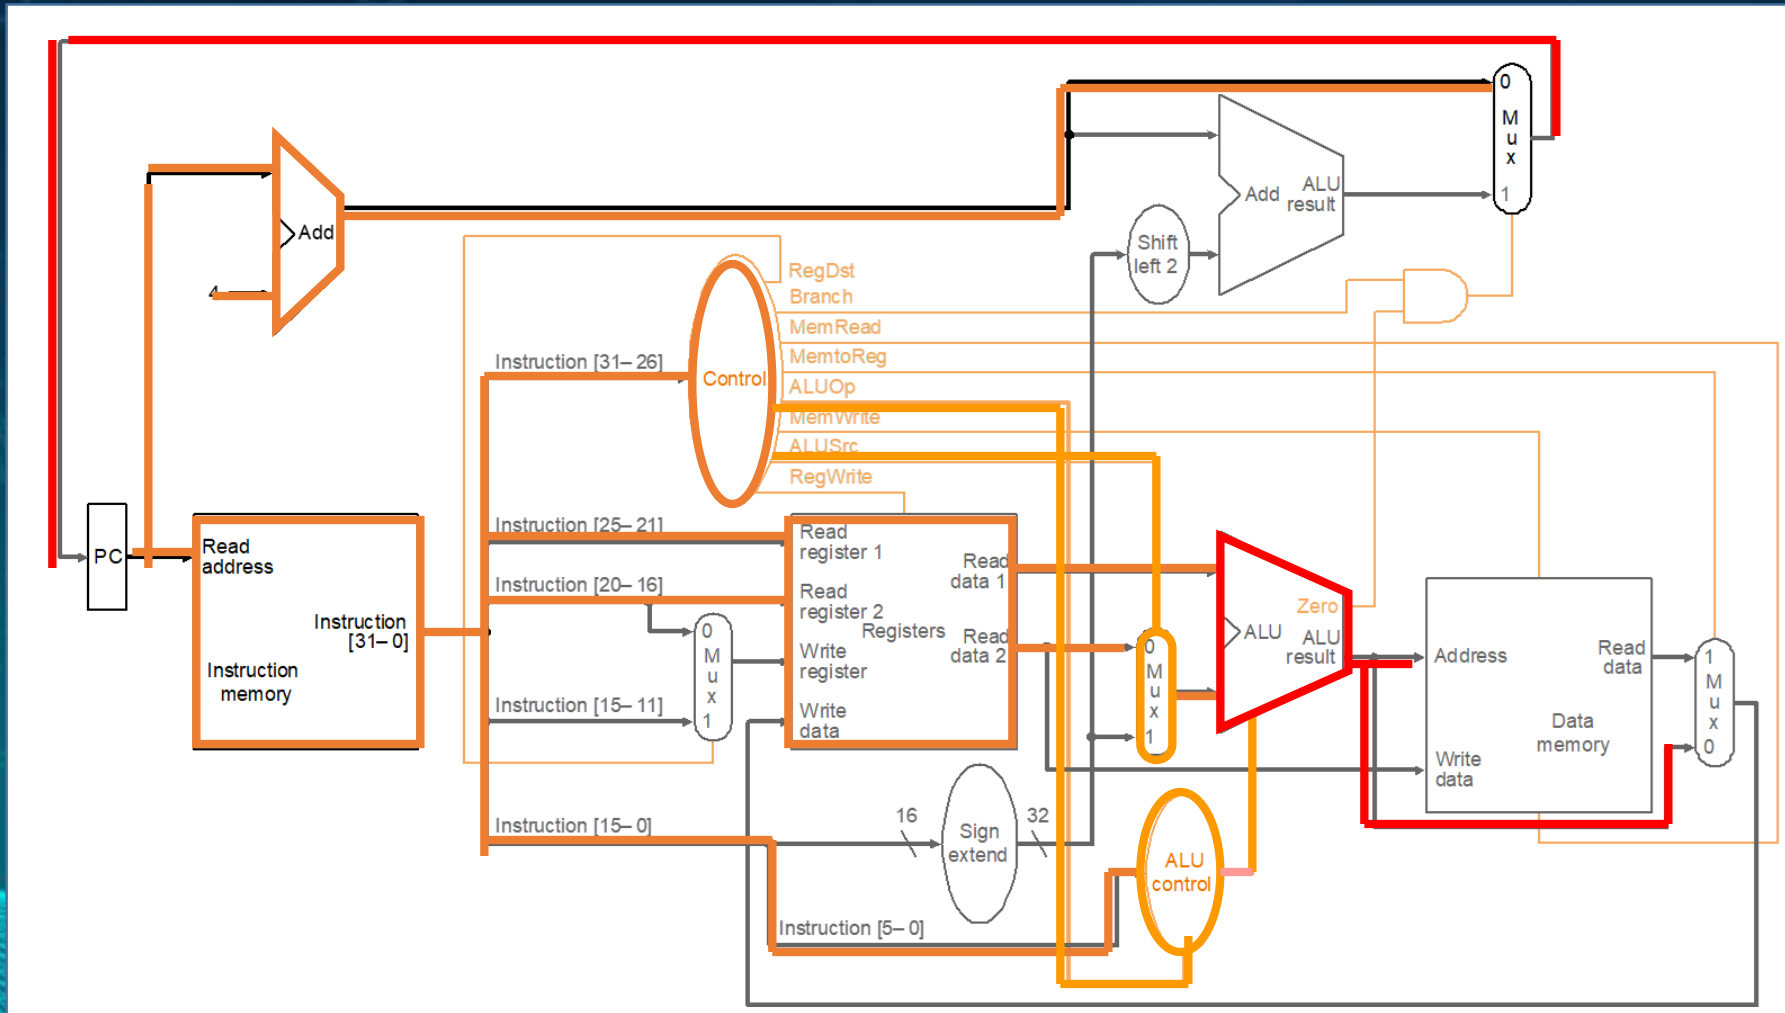 0
M
u
x
1
Add
ALU
result
Shift
left 2
Add
4
RegDst
Branch
MemRead
MemtoReg
ALUOp
MemWrite
ALUSrc
RegWrite
Control
Instruction [31–26]
Instruction [25–21]
Instruction [20–16]
Instruction [15–11]
Instruction [15–0]
Instruction [5–0]
PC
Read
address
Instruction
[31–0]
Instruction
memory
0
M
u
x
1
Read
register 1
Read
register 2
Write
register
Write
data
Registers
Read
data 1
Read
data 2
0
M
u
x
1
Zero
ALU
ALU
result
Address
Write
data
Read
data
Data
memory
1
M
u
x
0
16
Sign
extend
32
ALU
control